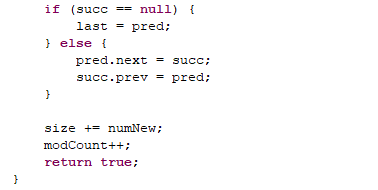 if (succ == null) {
last = pred;
} else {
pred.next = succ;
succ.prev = pred;
}
size += numNew;
modCount++;
return true;
}